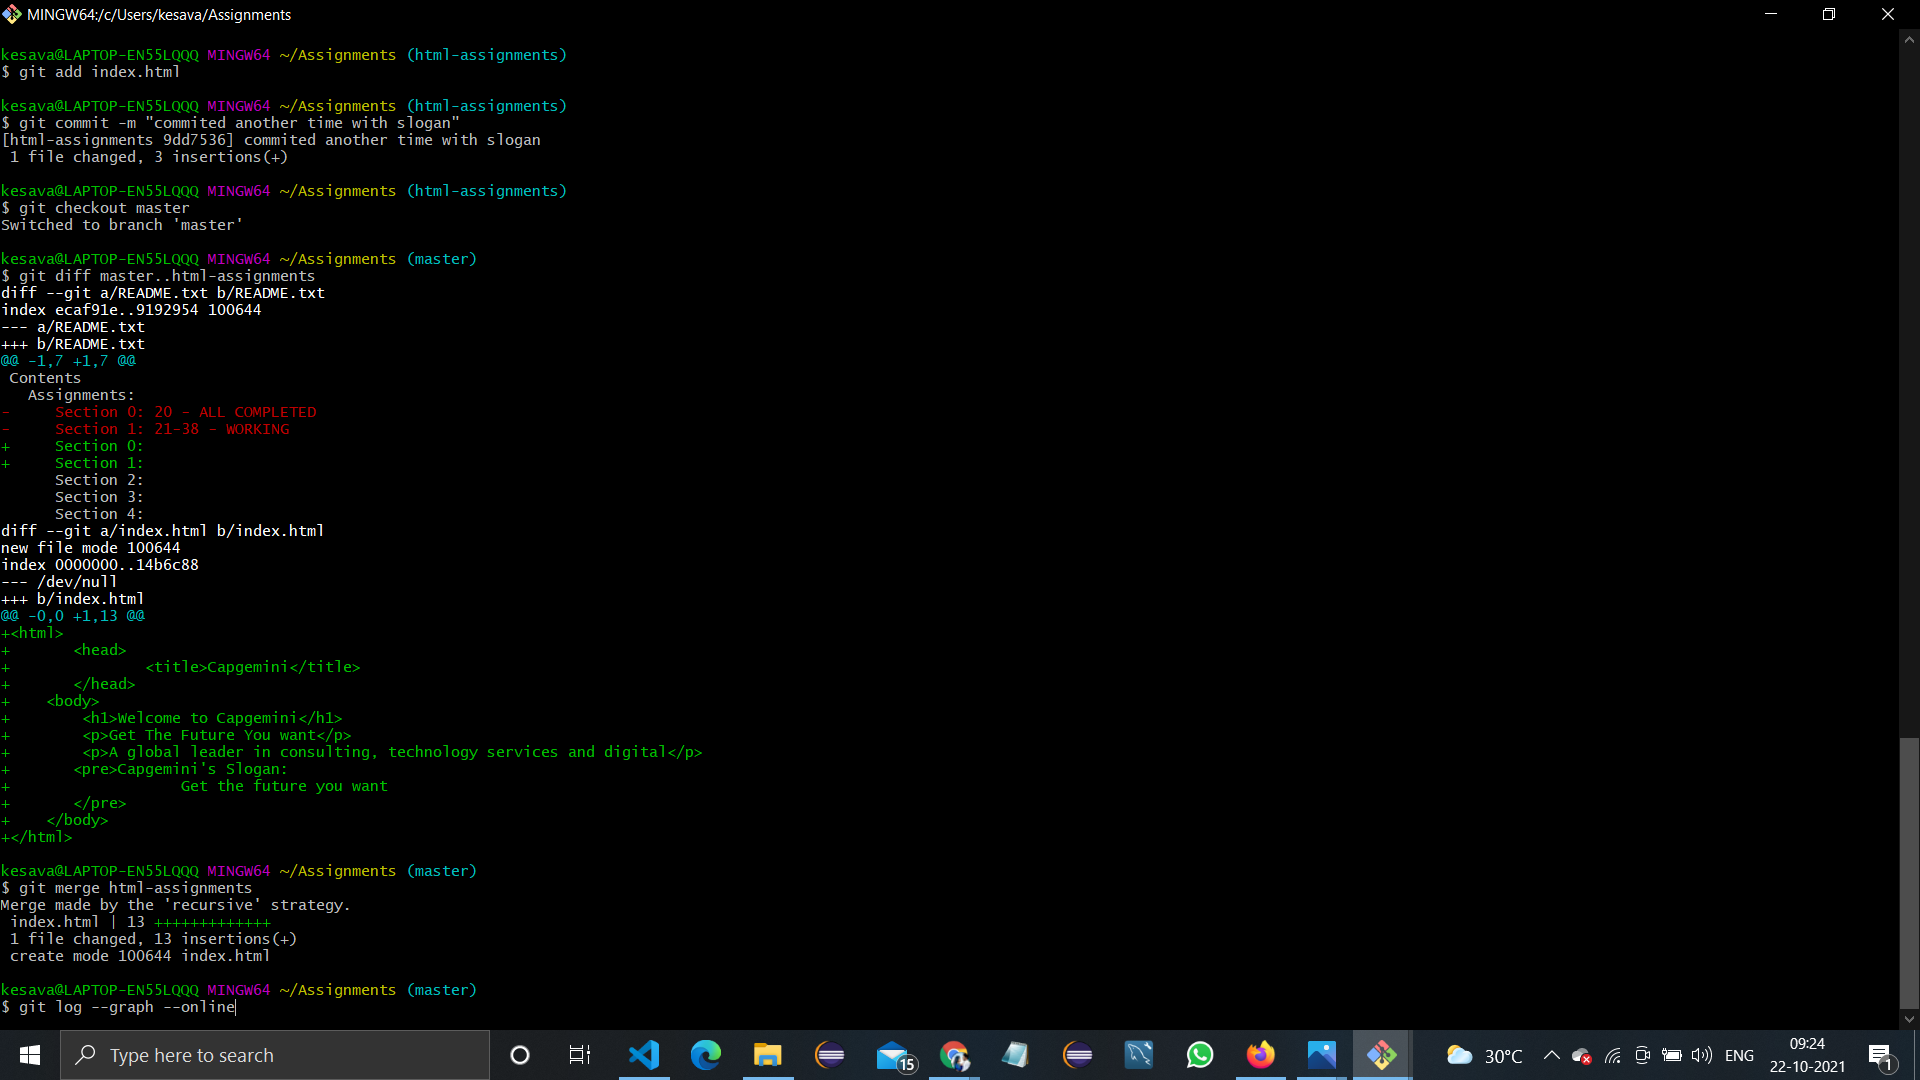 MINGW64:/c/Users/kesava/Assignments
kesava@LAPTOP-EN55LQQQ MINGW64 ~/Assignments (html-assignments)
$ git add index.html
kesava@LAPTOP-EN55LQQQ MINGW64 ~/Assignments (html-assignments)
$ git commit -m "commited another time with slogan"
[html-assignments 9dd7536] commited another time with slogan
 1 file changed, 3 insertions(+)
kesava@LAPTOP-EN55LQQQ MINGW64 ~/Assignments (html-assignments)
$ git checkout master
Switched to branch 'master'
kesava@LAPTOP-EN55LQQQ MINGW64 ~/Assignments (master)
$ git diff master..html-assignments
diff --git a/README.txt b/README.txt
index ecaf91e..9192954 100644
--- a/README.txt
+++ b/README.txt
@@ -1,7 +1,7 @@
 Contents
   Assignments:
-     Section 0: 20 - ALL COMPLETED
-     Section 1: 21-38 - WORKING
+     Section 0:
+     Section 1:
      Section 2:
      Section 3:
      Section 4:
diff --git a/index.html b/index.html
new file mode 100644
index 0000000..14b6c88
--- /dev/null
+++ b/index.html
@@ -0,0 +1,13 @@
+<html>
+       <head>
+               <title>Capgemini</title>
+       </head>
+    <body>
+        <h1>Welcome to Capgemini</h1>
+        <p>Get The Future You want</p>
+        <p>A global leader in consulting, technology services and digital</p>
+       <pre>Capgemini's Slogan:
+                   Get the future you want
+       </pre>
+    </body>
+</html>
kesava@LAPTOP-EN55LQQQ MINGW64 ~/Assignments (master)
$ git merge html-assignments
Merge made by the 'recursive' strategy.
 index.html | 13 +++++++++++++
 1 file changed, 13 insertions(+)
 create mode 100644 index.html
kesava@LAPTOP-EN55LQQQ MINGW64 ~/Assignments (master)
$ git log --graph --online
Type here to search
15
30°C
ENG
09:24
22-10-2021
1